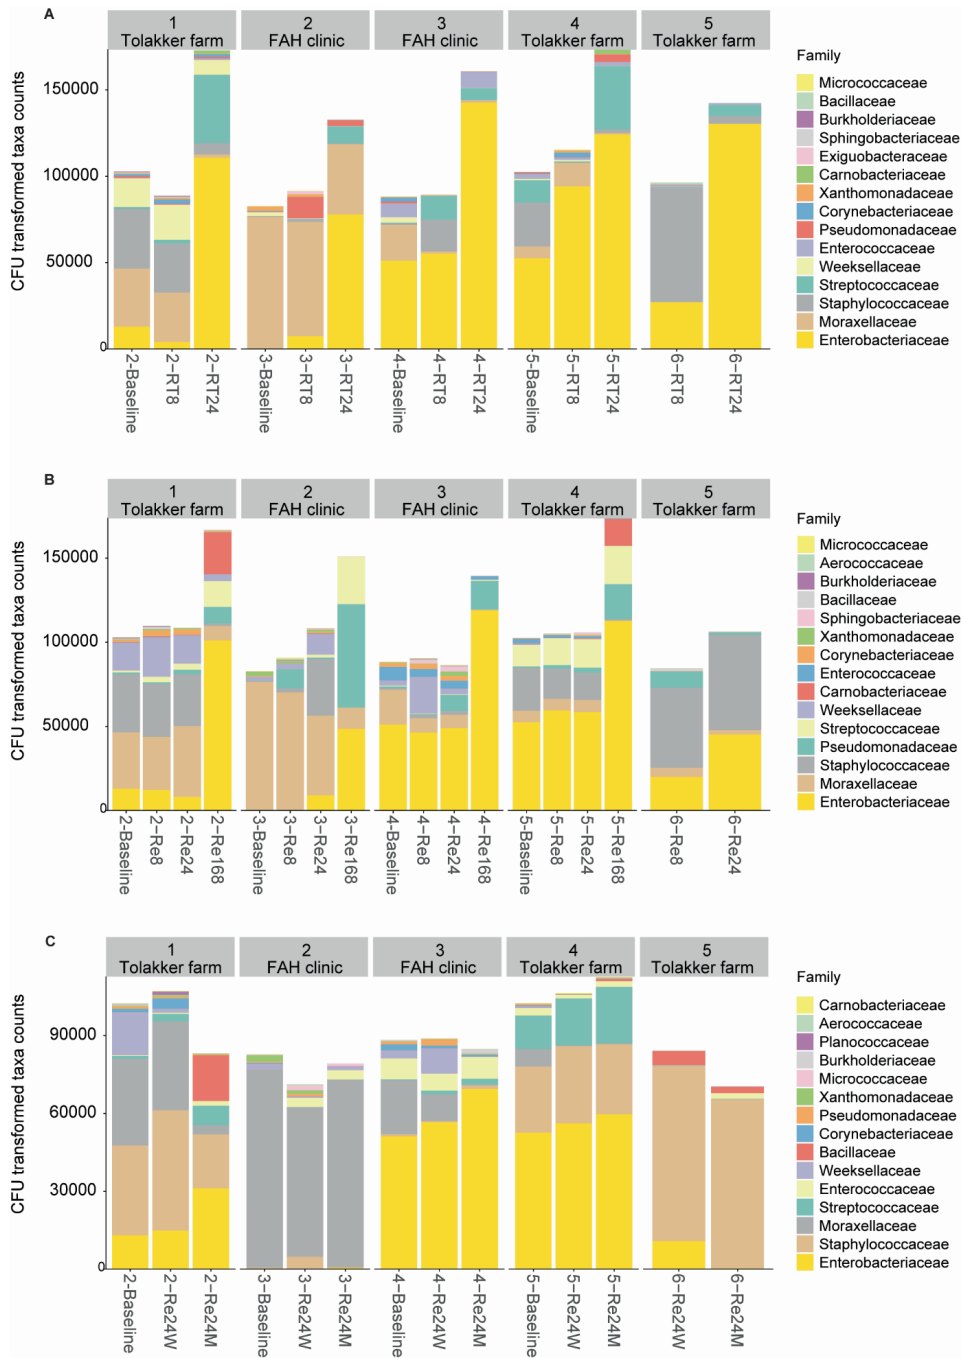 A
1
Tolakker farm
2
FAH clinic
3
FAH clinic
4
Tolakker farm
5
Tolakker farm
CFU transformed taxa counts
150000
100000
50000
0
2-Baseline
2-RT8
2-RT24
3-Baseline
3-RT8
3-RT24
4-Baseline
4-RT8
4-RT24
5-Baseline
5-RT8
5-RT24
6-RT8
6-RT24
Family
Micrococcaceae
Bacillaceae
Burkholderiaceae
Sphingobacteriaceae
Exiguobacteraceae
Carnobacteriaceae
Xanthomonadaceae
Corynebacteriaceae
Pseudomonadaceae
Enterococcaceae
Weeksellaceae
Streptococcaceae
Staphylococcaceae
Moraxellaceae
Enterobacteriaceae
B
1
Tolakker farm
2
FAH clinic
3
FAH clinic
4
Tolakker farm
5
Tolakker farm
CFU transformed taxa counts
150000
100000
50000
0
2-Baseline
2-Re8
2-Re24
2-Re168
3-Baseline
3-Re8
3-Re24
3-Re168
4-Baseline
4-Re8
4-Re24
4-Re168
5-Baseline
5-Re8
5-Re24
5-Re168
6-Re8
6-Re24
Family
Micrococcaceae
Aerococcaceae
Burkholderiaceae
Bacillaceae
Sphingobacteriaceae
Xanthomonadaceae
Corynebacteriaceae
Enterococcaceae
Carnobacteriaceae
Weeksellaceae
Streptococcaceae
Pseudomonadaceae
Staphylococcaceae
Moraxellaceae
Enterobacteriaceae
C
1
Tolakker farm
2
FAH clinic
3
FAH clinic
4
Tolakker farm
5
Tolakker farm
CFU transformed taxa counts
90000
60000
30000
0
2-Baseline
2-Re24W
2-Re24M
3-Baseline
3-Re24W
3-Re24M
4-Baseline
4-Re24W
4-Re24M
5-Baseline
5-Re24W
5-Re24M
6-Re24W
6-Re24M
Family
Carnobacteriaceae
Aerococcaceae
Planococcaceae
Burkholderiaceae
Micrococcaceae
Xanthomonadaceae
Pseudomonadaceae
Corynebacteriaceae
Bacillaceae
Weeksellaceae
Enterococcaceae
Streptococcaceae
Moraxellaceae
Staphylococcaceae
Enterobacteriaceae